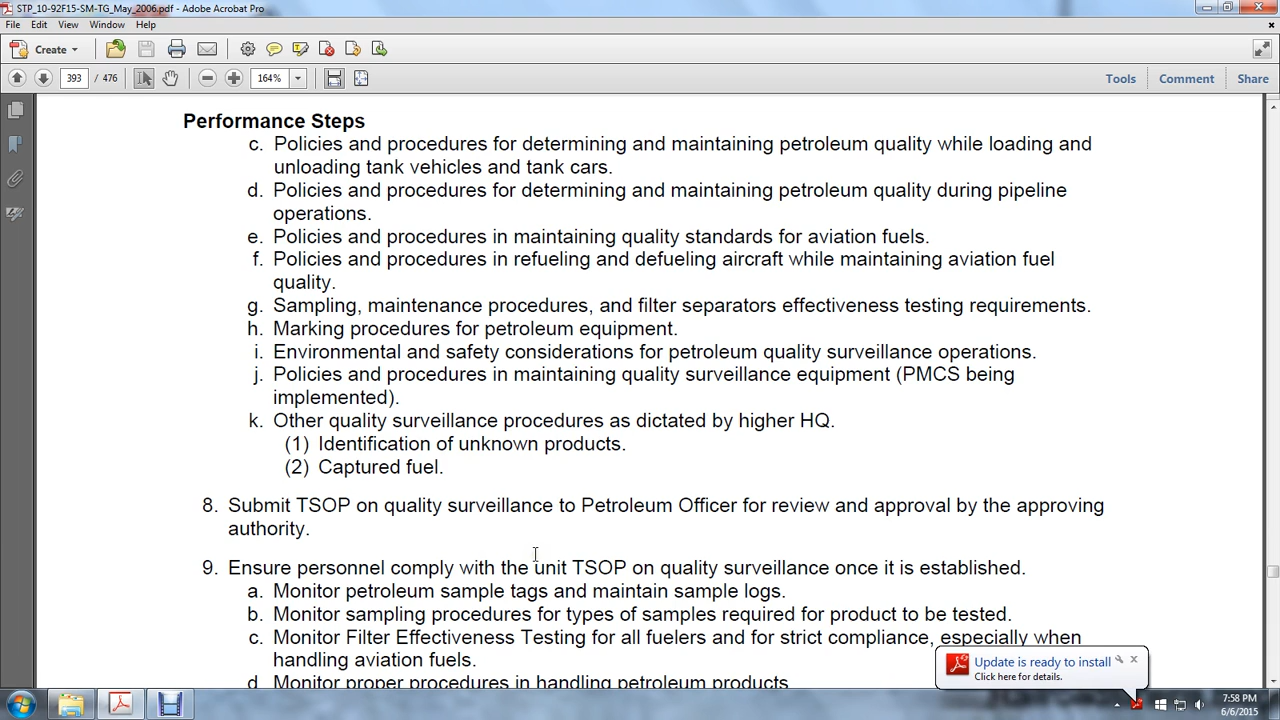 STP_10-92F15-SM-TG_May_2006.pdf - Adobe Acrobat Pro
File Edit View Window Help
Create
393 / 476 164% Tools Comment Share
Performance Steps
c. Policies and procedures for determining and maintaining petroleum quality while loading and
unloading tank vehicles and tank cars.
d. Policies and procedures for determining and maintaining petroleum quality during pipeline
operations.
e. Policies and procedures in maintaining quality standards for aviation fuels.
f. Policies and procedures in refueling and defueling aircraft while maintaining aviation fuel
quality.
g. Sampling, maintenance procedures, and filter separators effectiveness testing requirements.
h. Marking procedures for petroleum equipment.
i. Environmental and safety considerations for petroleum quality surveillance operations.
j. Policies and procedures in maintaining quality surveillance equipment (PMCS being
implemented).
k. Other quality surveillance procedures as dictated by higher HQ.
(1) Identification of unknown products.
(2) Captured fuel.
8. Submit TSOP on quality surveillance to Petroleum Officer for review and approval by the approving
authority.
9. Ensure personnel comply with the unit TSOP on quality surveillance once it is established.
a. Monitor petroleum sample tags and maintain sample logs.
b. Monitor sampling procedures for types of samples required for product to be tested.
c. Monitor Filter Effectiveness Testing for all fuelers and for strict compliance, especially when
handling aviation fuels.
d. Monitor proper procedures in handling petroleum products
Update is ready to install
Click here for details.
7:58 PM
6/6/2015